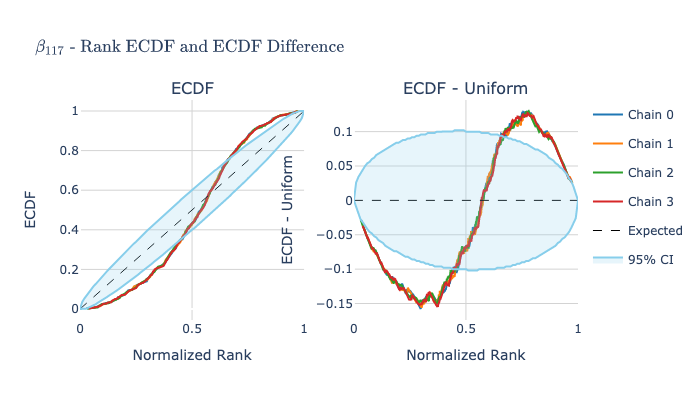 β₁₁₇ - Rank ECDF and ECDF Difference
ECDF
ECDF - Uniform
ECDF
1
0.8
0.6
0.4
0.2
0
0
0.5
1
Normalized Rank
ECDF - Uniform
0.1
0.05
0
−0.05
−0.1
−0.15
0
0.5
1
Normalized Rank
Chain 0
Chain 1
Chain 2
Chain 3
Expected
95% CI